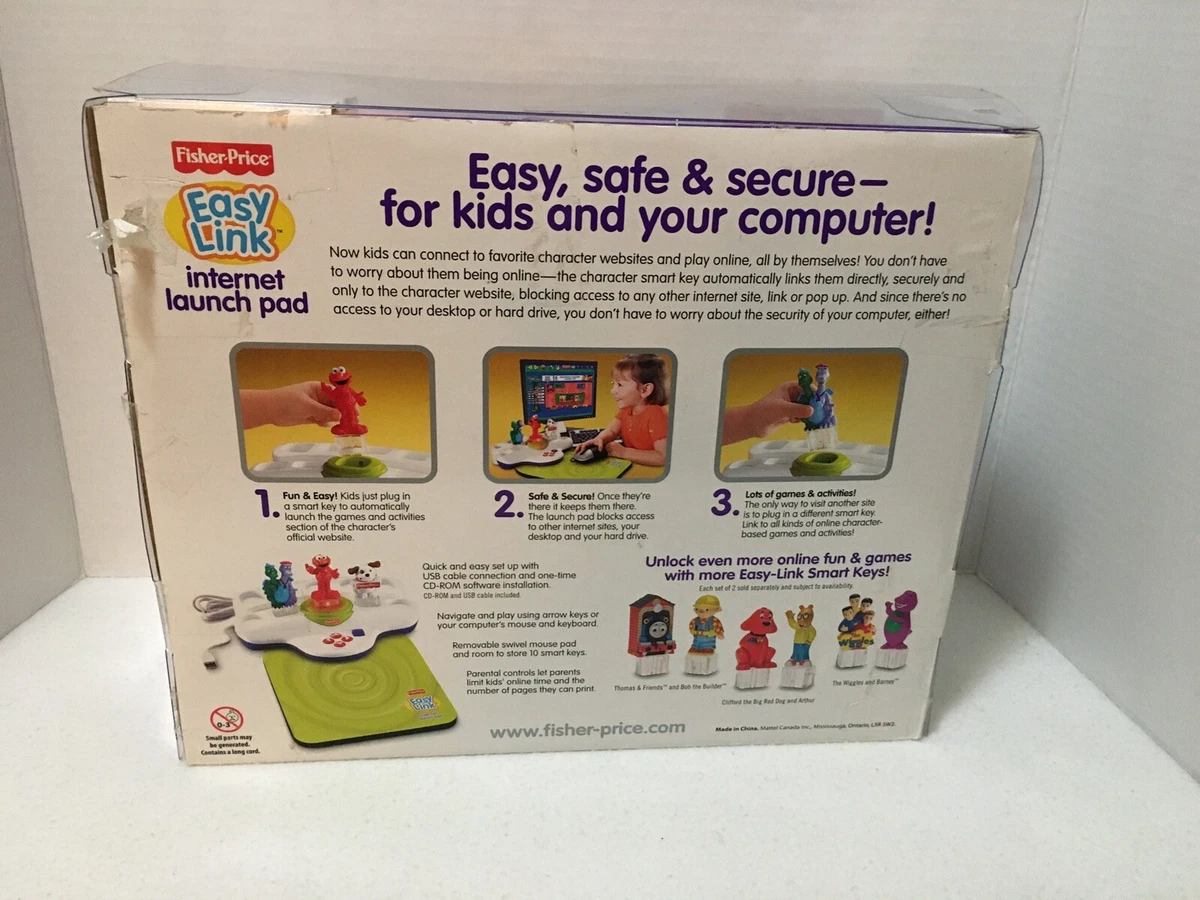 Fisher-Price
Easy
Link™
internet
launch pad
Easy, safe & secure—
for kids and your computer!
Now kids can connect to favorite character websites and play online, all by themselves! You don't have
to worry about them being online—the character smart key automatically links them directly, securely and
only to the character website, blocking access to any other internet site, link or pop up. And since there's no
access to your desktop or hard drive, you don't have to worry about the security of your computer, either!
1.
Fun & Easy! Kids just plug in
a smart key to automatically
launch the games and activities
section of the character's
official website.
2.
Safe & Secure! Once they're
there it keeps them there.
The launch pad blocks access
to other internet sites, your
desktop and your hard drive.
3.
Lots of games & activities!
The only way to visit another site
is to plug in a different smart key.
Link to all kinds of online character-
based games and activities!
Quick and easy set up with
USB cable connection and one-time
CD-ROM software installation.
CD-ROM and USB cable included.
Navigate and play using arrow keys or
your computer's mouse and keyboard.
Removable swivel mouse pad
and room to store 10 smart keys.
Parental controls let parents
limit kids' online time and the
number of pages they can print.
Unlock even more online fun & games
with more Easy-Link Smart Keys!
Each set of 2 sold separately and subject to availability.
Wiggles
Thomas & Friends™ and Bob the Builder™
Clifford the Big Red Dog and Arthur
The Wiggles and Barney™
Easy
Link
0-3
Small parts may
be generated.
Contains a long cord.
www.fisher-price.com
Made in China. Mattel Canada Inc., Mississauga, Ontario, L5R 3W2.